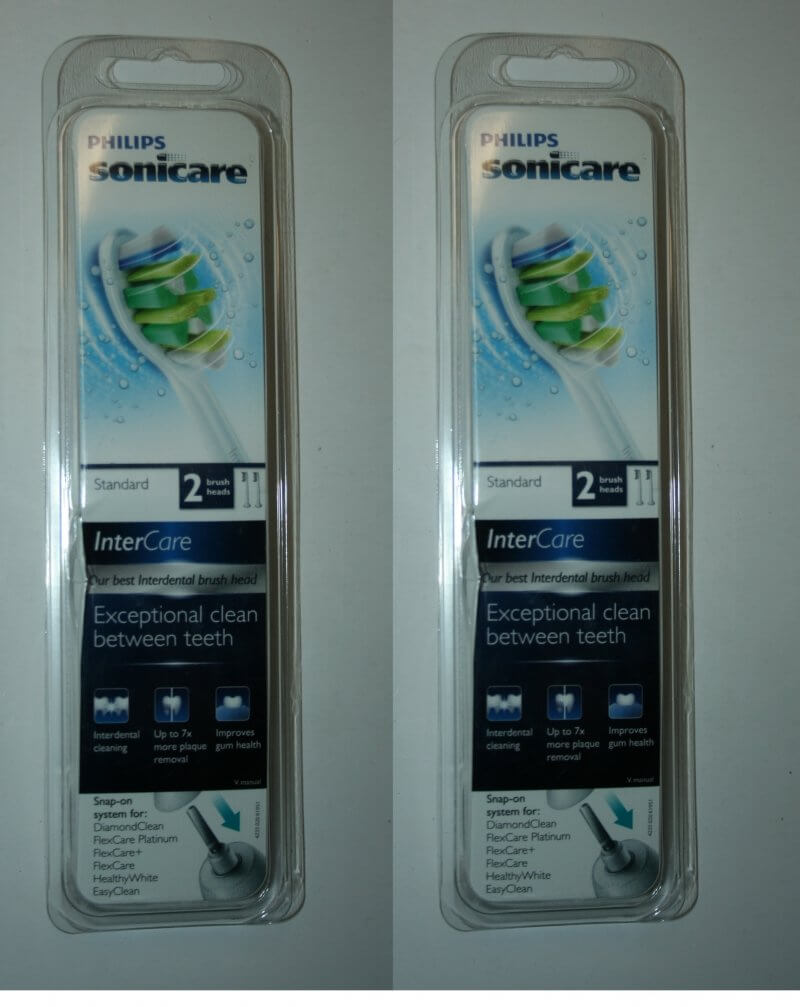 PHILIPS
sonicare
Standard
2 brush heads
InterCare
Our best Interdental brush head
Exceptional clean
between teeth
Interdental
cleaning
Up to 7x
more plaque
removal
Improves
gum health
V. manual
Snap-on
system for:
DiamondClean
FlexCare Platinum
FlexCare+
FlexCare
HealthyWhite
EasyClean
PHILIPS
sonicare
Standard
2 brush heads
InterCare
Our best Interdental brush head
Exceptional clean
between teeth
Interdental
cleaning
Up to 7x
more plaque
removal
Improves
gum health
V. manual
Snap-on
system for:
DiamondClean
FlexCare Platinum
FlexCare+
FlexCare
HealthyWhite
EasyClean